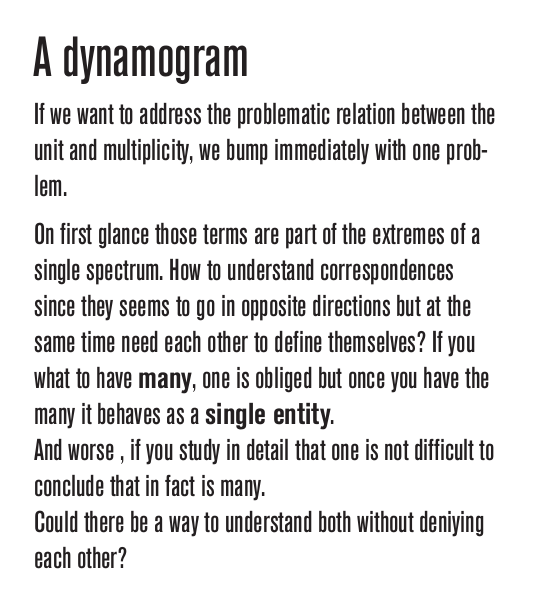 A dynamogram
If we want to address the problematic relation between the
unit and multiplicity, we bump immediately with one prob-
lem.
On first glance those terms are part of the extremes of a
single spectrum. How to understand correspondences
since they seems to go in opposite directions but at the
same time need each other to define themselves? If you
what to have many, one is obliged but once you have the
many it behaves as a single entity.
And worse , if you study in detail that one is not difficult to
conclude that in fact is many.
Could there be a way to understand both without deniying
each other?